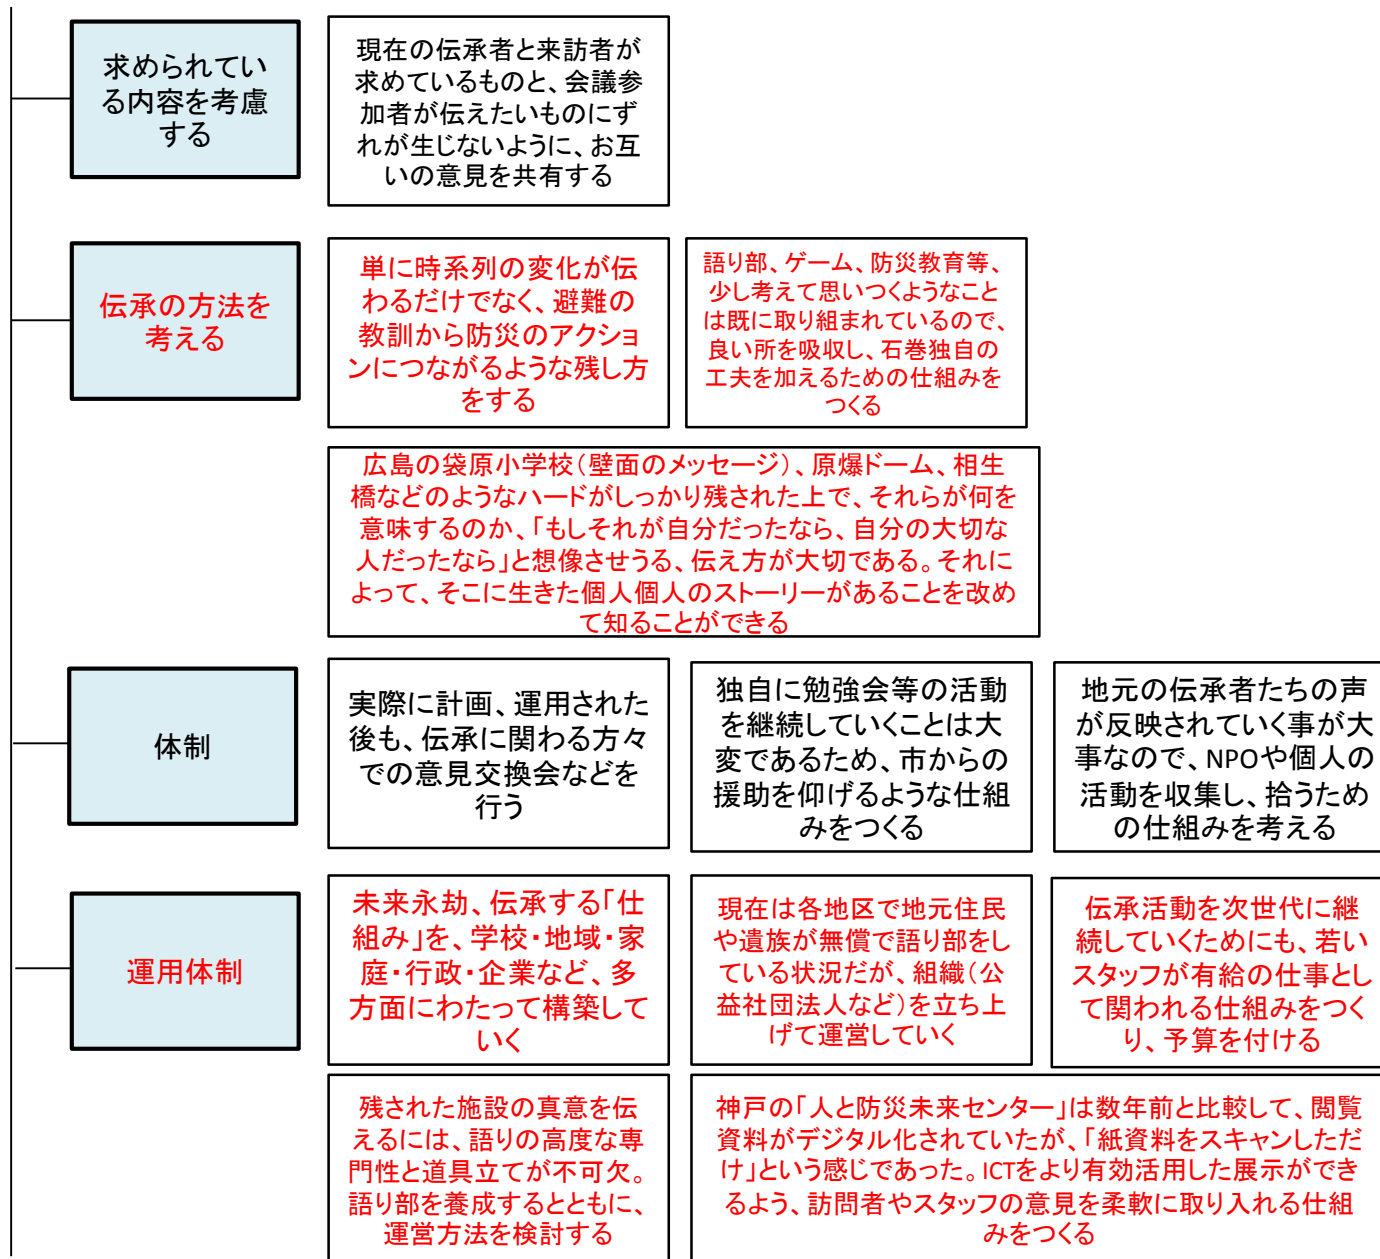 求められてい
る内容を考慮
する
現在の伝承者と来訪者が
求めているものと、会議参
加者が伝えたいものにず
れが生じないように、お互
いの意見を共有する
伝承の方法を
考える
単に時系列の変化が伝
わるだけでなく、避難の
教訓から防災のアクショ
ンにつながるような残し方
をする
語り部、ゲーム、防災教育等、
少し考えて思いつくようなこと
は既に取り組まれているので、
良い所を吸収し、石巻独自の
工夫を加えるための仕組みを
つくる
広島の袋原小学校（壁面のメッセージ）、原爆ドーム、相生
橋などのようなハードがしっかり残された上で、それらが何を
意味するのか、「もしそれが自分だったなら、自分の大切な
人だったなら」と想像させうる、伝え方が大切である。それに
よって、そこに生きた個人個人のストーリーがあることを改め
て知ることができる
体制
実際に計画、運用された
後も、伝承に関わる方々
での意見交換会などを
行う
独自に勉強会等の活動
を継続していくことは大
変であるため、市からの
援助を仰げるような仕組
みをつくる
地元の伝承者たちの声
が反映されていく事が大
事なので、NPOや個人の
活動を収集し、拾うため
の仕組みを考える
運用体制
未来永劫、伝承する「仕
組み」を、学校・地域・家
庭・行政・企業など、多
方面にわたって構築して
いく
現在は各地区で地元住民
や遺族が無償で語り部をし
ている状況だが、組織（公
益社団法人など）を立ち上
げて運営していく
伝承活動を次世代に継
続していくためにも、若い
スタッフが有給の仕事とし
て関われる仕組みをつく
り、予算を付ける
残された施設の真意を伝
えるには、語りの高度な専
門性と道具立てが不可欠。
語り部を養成するとともに、
運営方法を検討する
神戸の「人と防災未来センター」は数年前と比較して、閲覧
資料がデジタル化されていたが、「紙資料をスキャンしただ
け」という感じであった。ICTをより有効活用した展示ができ
るよう、訪問者やスタッフの意見を柔軟に取り入れる仕組
みをつくる